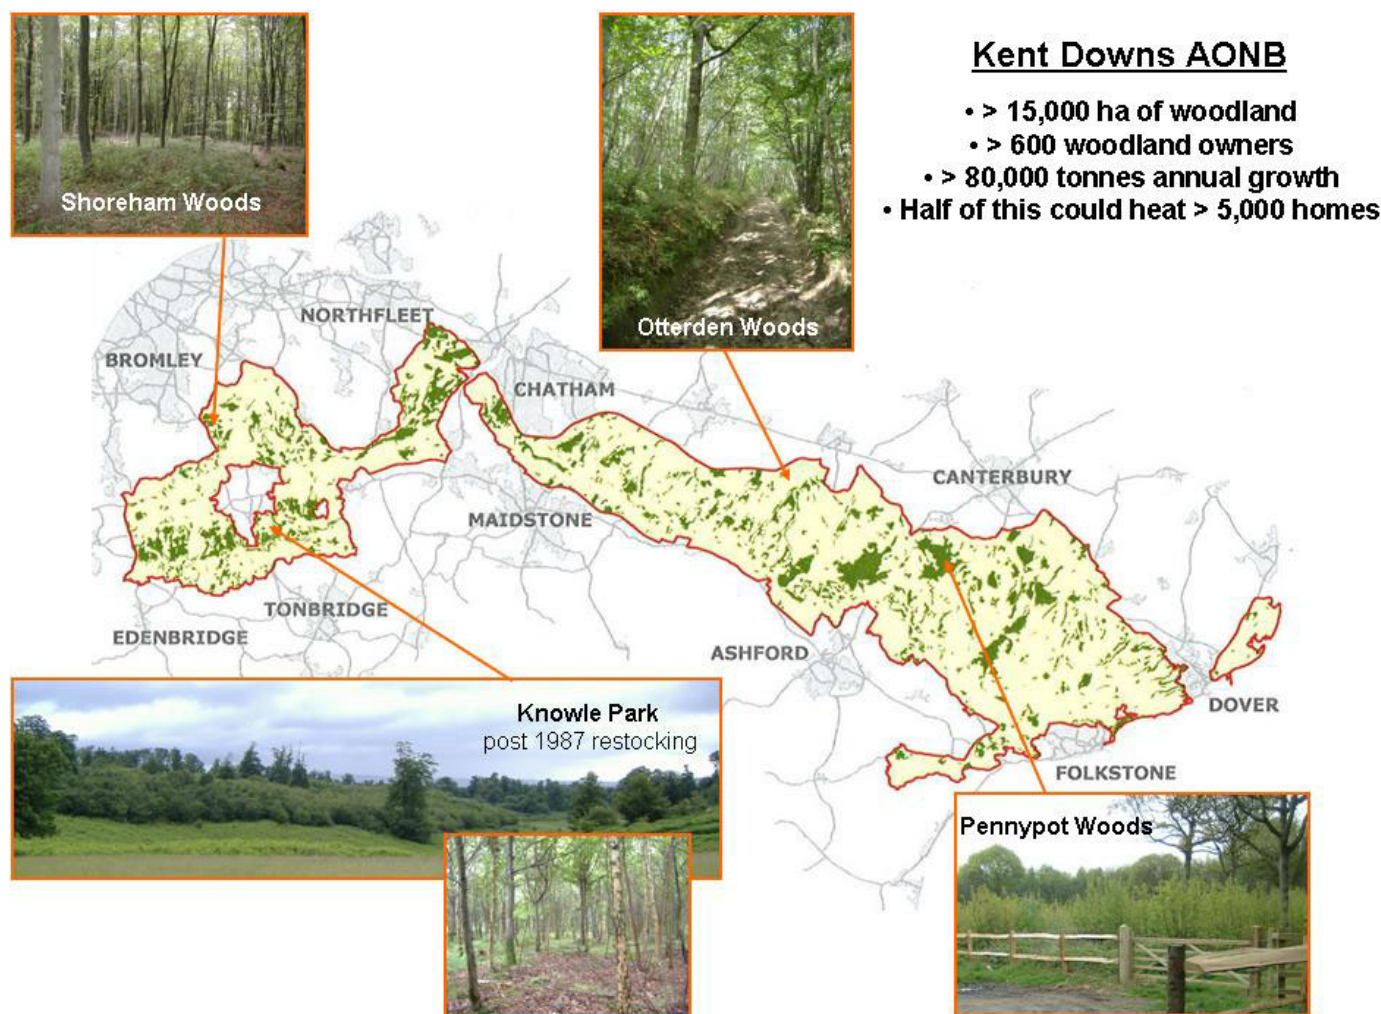 Kent Downs AONB
• > 15,000 ha of woodland
• > 600 woodland owners
• > 80,000 tonnes annual growth
• Half of this could heat > 5,000 homes
Shoreham Woods
Otterden Woods
NORTHFLEET
BROMLEY
CHATHAM
CANTERBURY
MAIDSTONE
TONBRIDGE
EDENBRIDGE
ASHFORD
DOVER
FOLKSTONE
Knowle Park
post 1987 restocking
Pennypot Woods